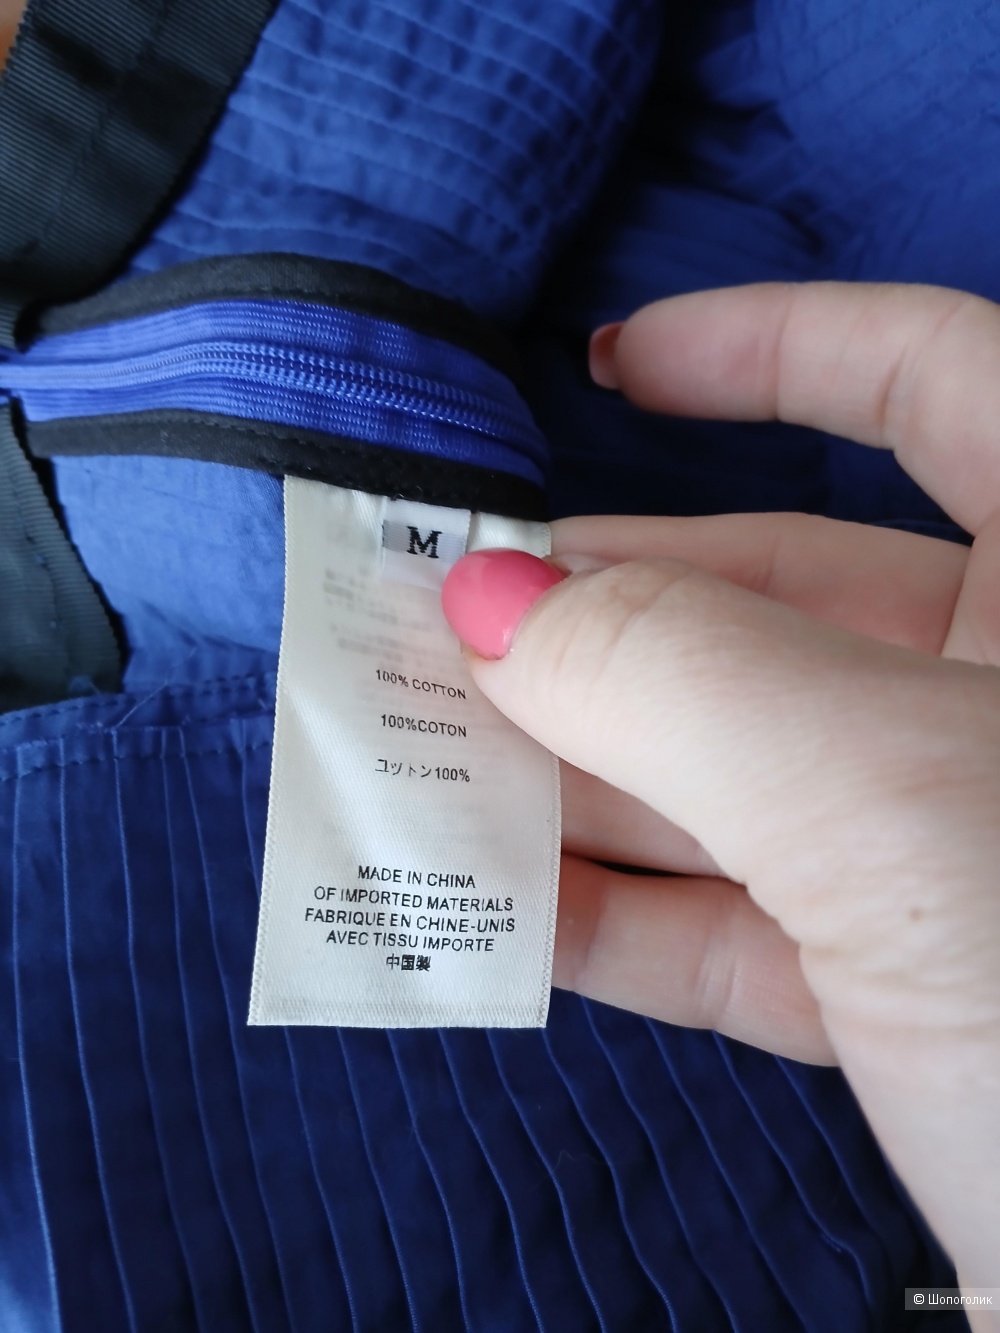 M
100% COTTON
100%COTON
コットン100%
MADE IN CHINA
OF IMPORTED MATERIALS
FABRIQUE EN CHINE-UNIS
AVEC TISSU IMPORTE
中国製
© Шопоголик